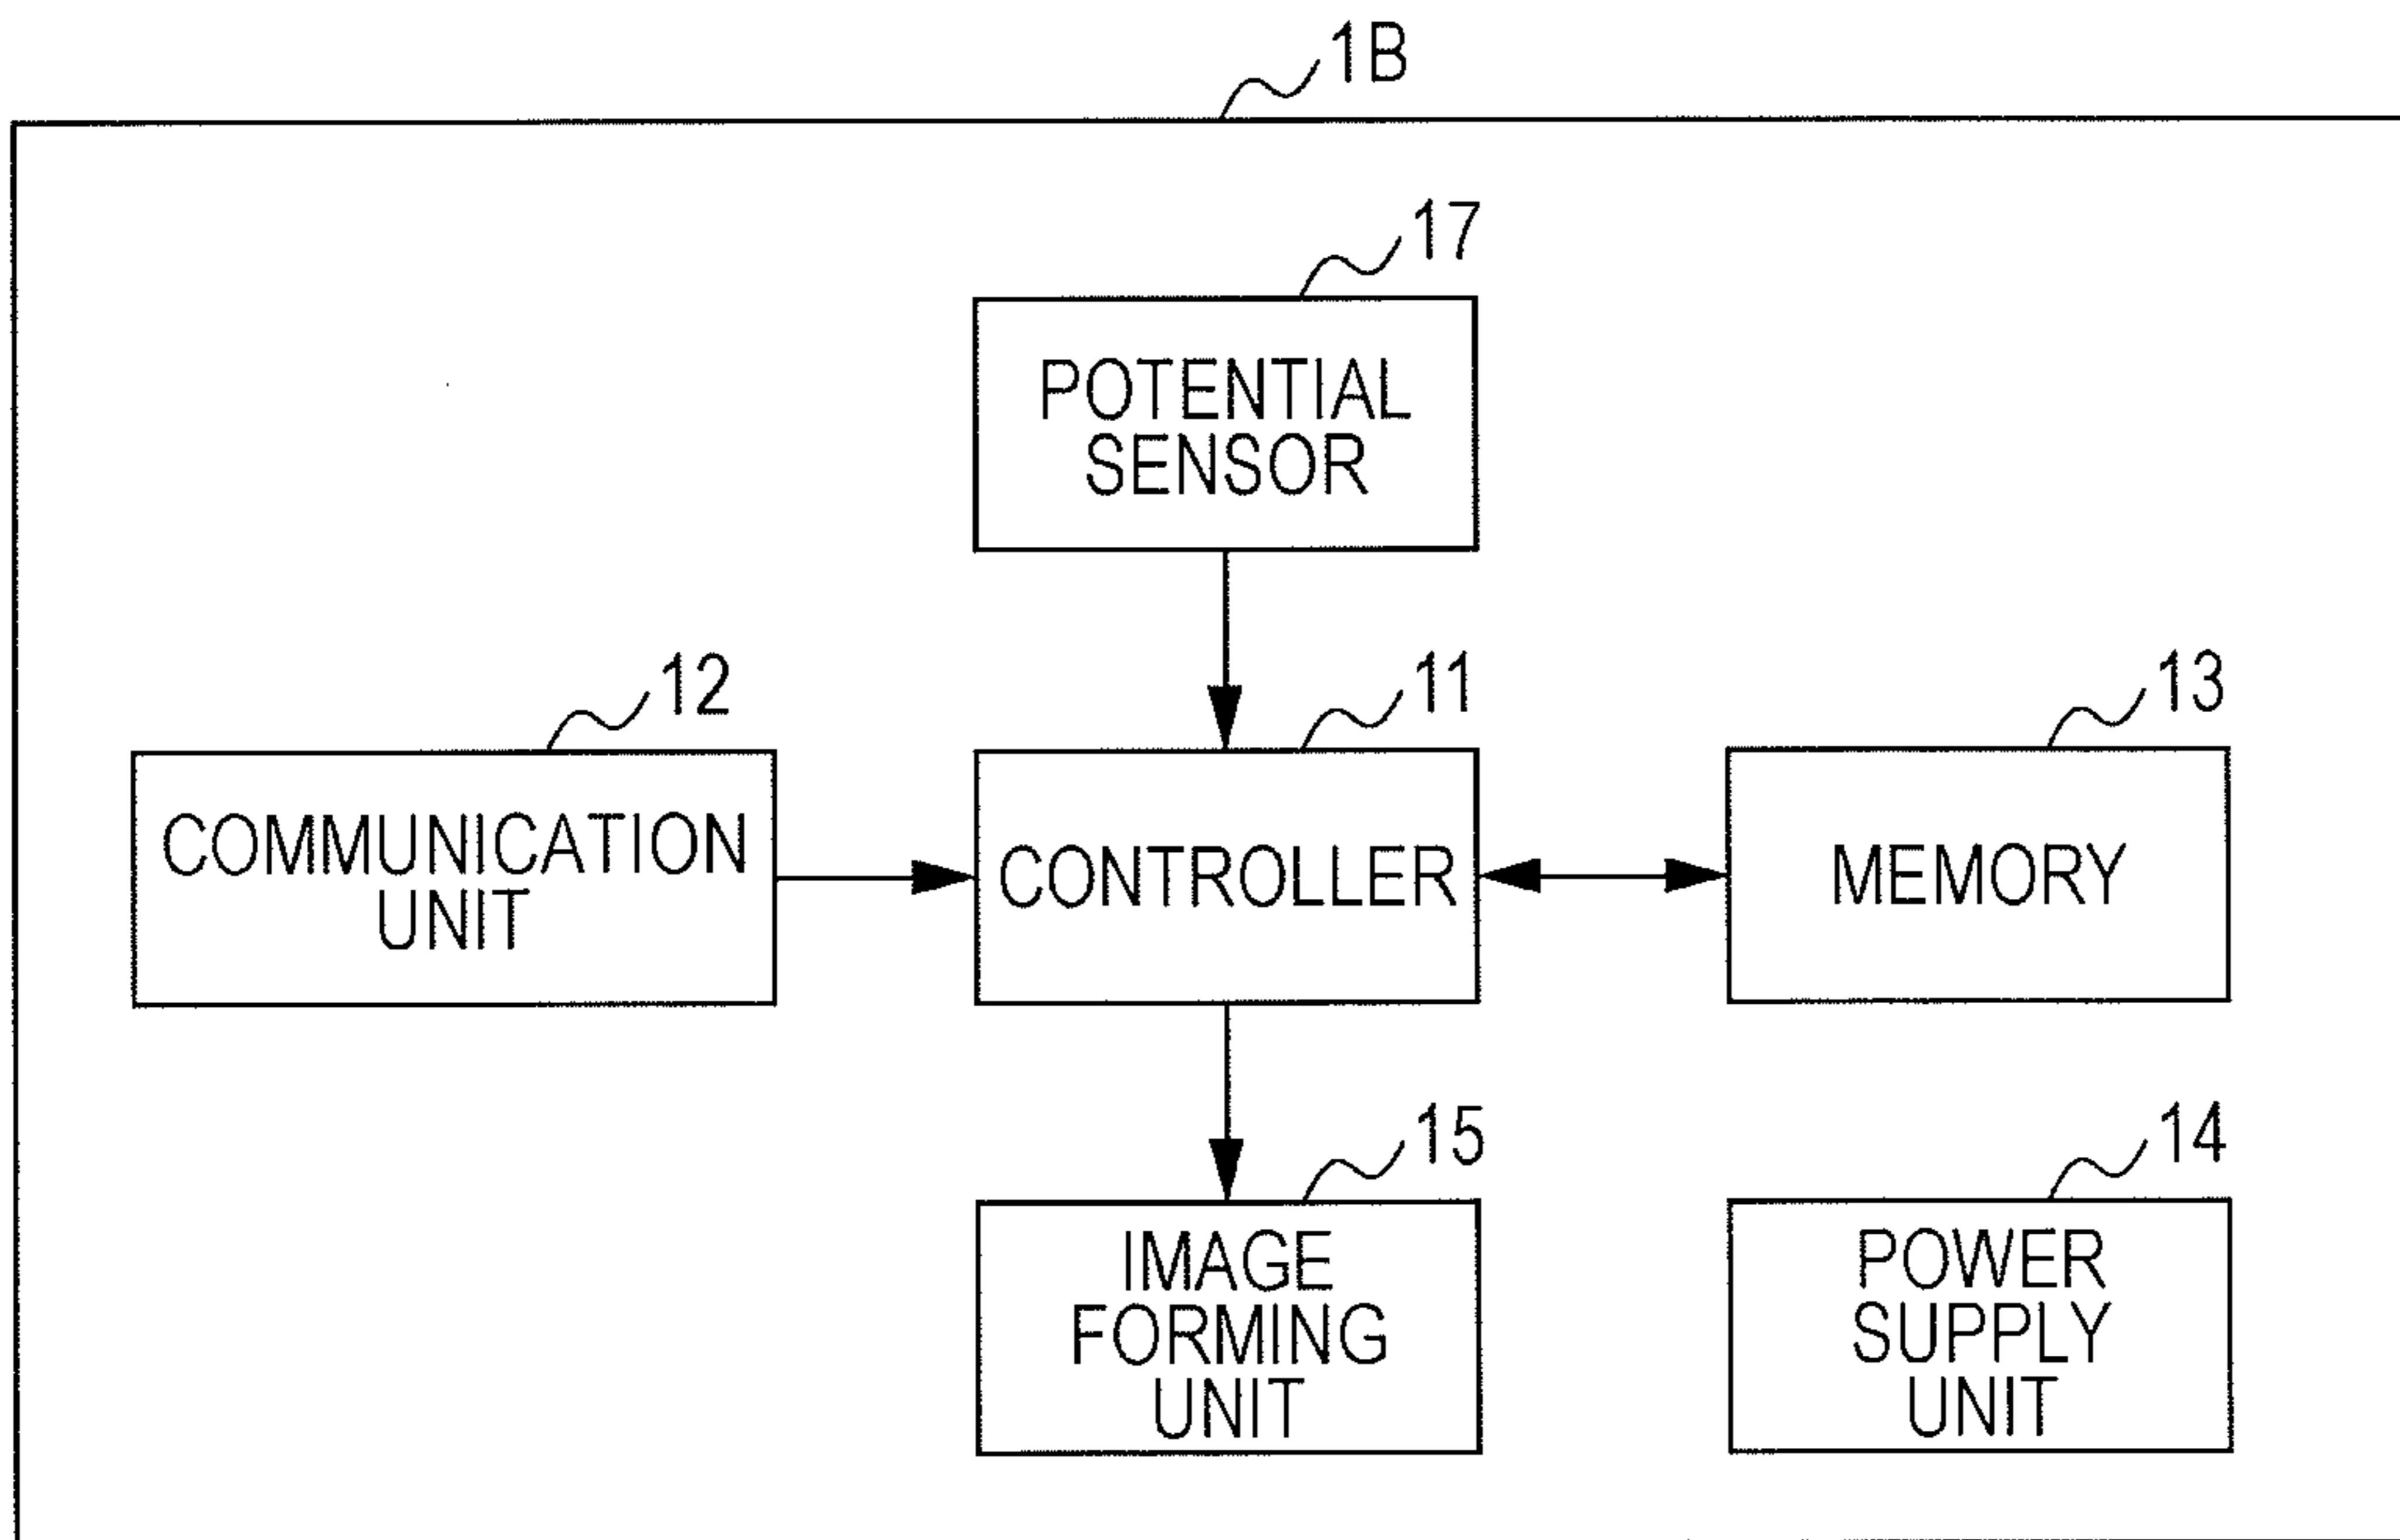 1B
17
POTENTIAL
SENSOR
12
11
13
COMMUNICATION
UNIT
CONTROLLER
MEMORY
15
14
IMAGE
FORMING
UNIT
POWER
SUPPLY
UNIT